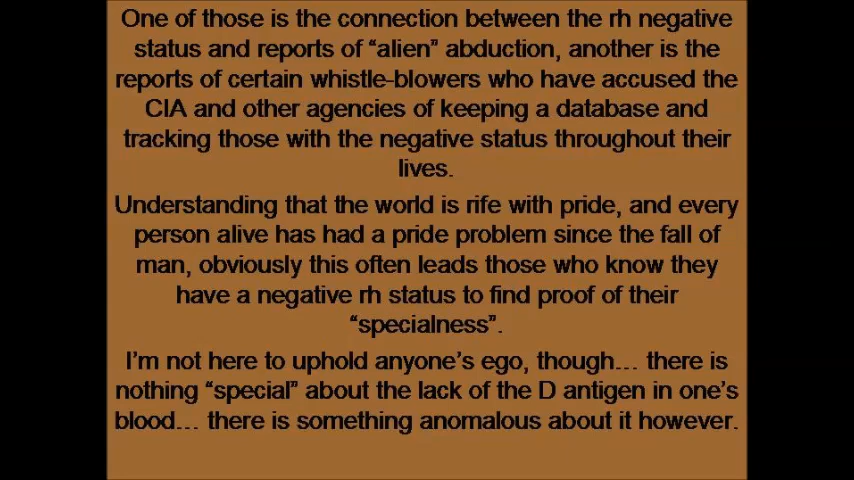 One of those is the connection between the rh negative
status and reports of “alien” abduction, another is the
reports of certain whistle-blowers who have accused the
CIA and other agencies of keeping a database and
tracking those with the negative status throughout their
lives.
Understanding that the world is rife with pride, and every
person alive has had a pride problem since the fall of
man, obviously this often leads those who know they
have a negative rh status to find proof of their
“specialness”.
I’m not here to uphold anyone’s ego, though… there is
nothing “special” about the lack of the D antigen in one’s
blood… there is something anomalous about it however.